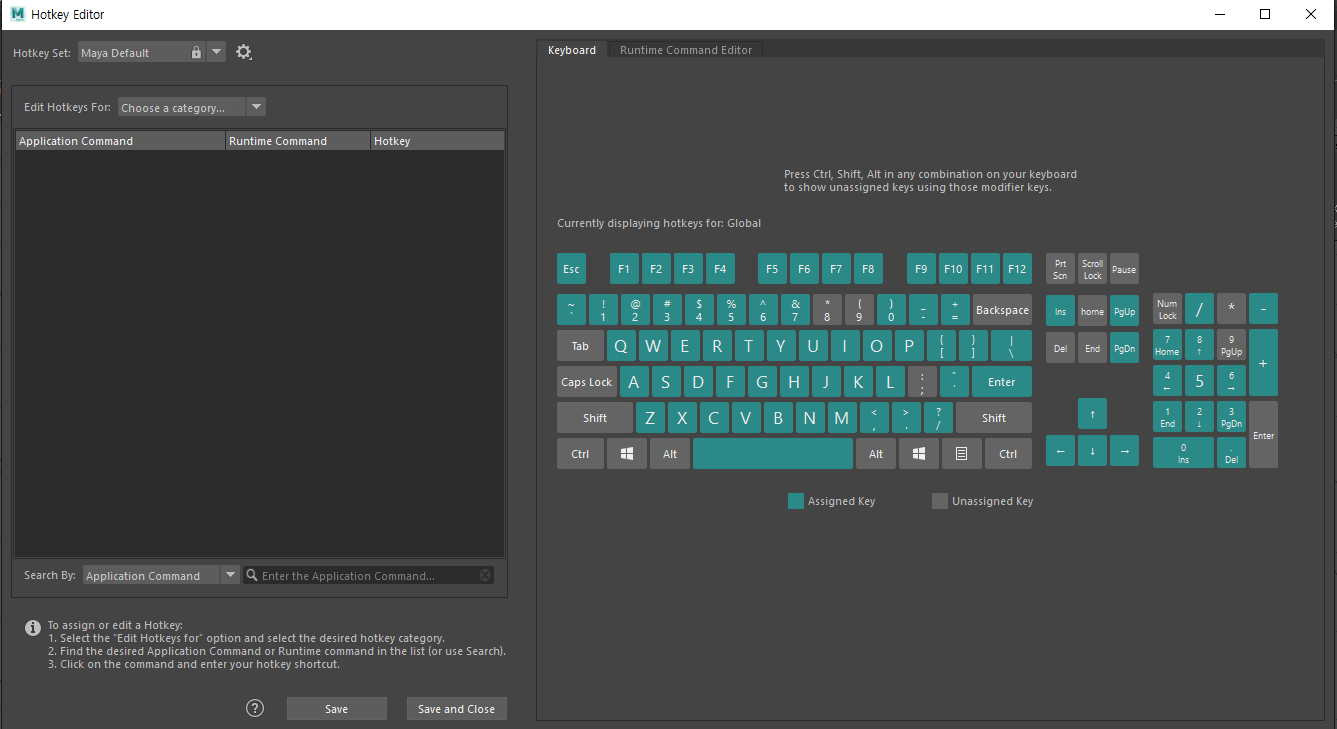 M Hotkey Editor
Hotkey Set: Maya Default
Keyboard Runtime Command Editor
Edit Hotkeys For: Choose a category...
Application Command Runtime Command Hotkey
Press Ctrl, Shift, Alt in any combination on your keyboard
to show unassigned keys using those modifier keys.
Currently displaying hotkeys for: Global
Esc F1 F2 F3 F4 F5 F6 F7 F8 F9 F10 F11 F12 Prt Scn Scroll Lock Pause
~ ` ! 1 @ 2 # 3 $ 4 % 5 ^ 6 & 7 * 8 ( 9 ) 0 _ - + = Backspace Ins home PgUp Num Lock / * -
Tab Q W E R T Y U I O P { [ } ] | \ Del End PgDn 7 Home 8 ↑ 9 PgUp +
Caps Lock A S D F G H J K L : ; " ' Enter 4 ← 5 6 →
Shift Z X C V B N M < , > . ? / Shift ↑ 1 End 2 ↓ 3 PgDn Enter
Ctrl Alt Alt Ctrl ← ↓ → 0 Ins . Del
Assigned Key Unassigned Key
Search By: Application Command Enter the Application Command...
To assign or edit a Hotkey:
1. Select the "Edit Hotkeys for" option and select the desired hotkey category.
2. Find the desired Application Command or Runtime command in the list (or use Search).
3. Click on the command and enter your hotkey shortcut.
? Save Save and Close